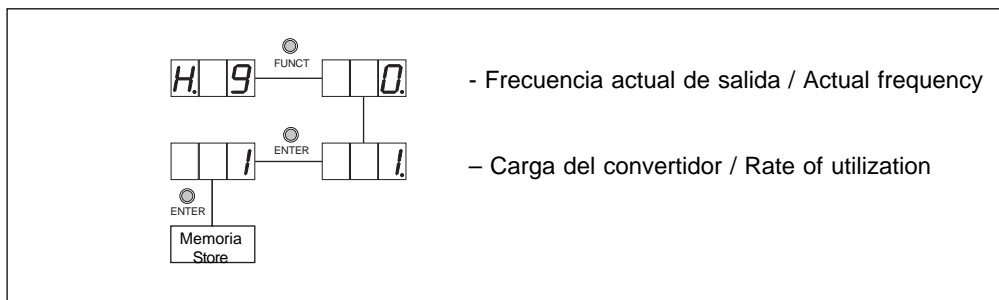 FUNCT
H. 9 0. - Frecuencia actual de salida / Actual frequency
ENTER
1 1. – Carga del convertidor / Rate of utilization
ENTER
Memoria
Store